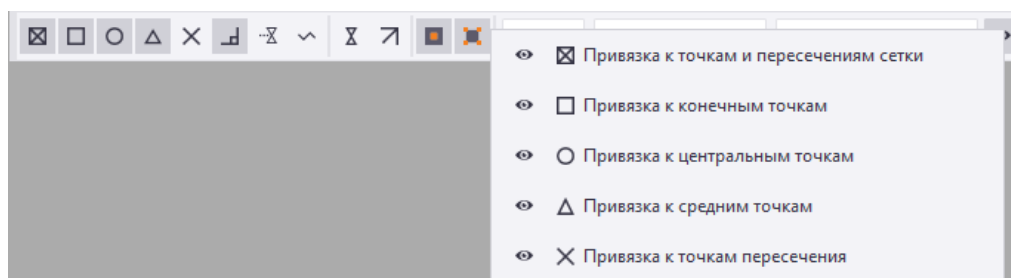 Привязка к точкам и пересечениям сетки
Привязка к конечным точкам
Привязка к центральным точкам
Привязка к средним точкам
Привязка к точкам пересечения